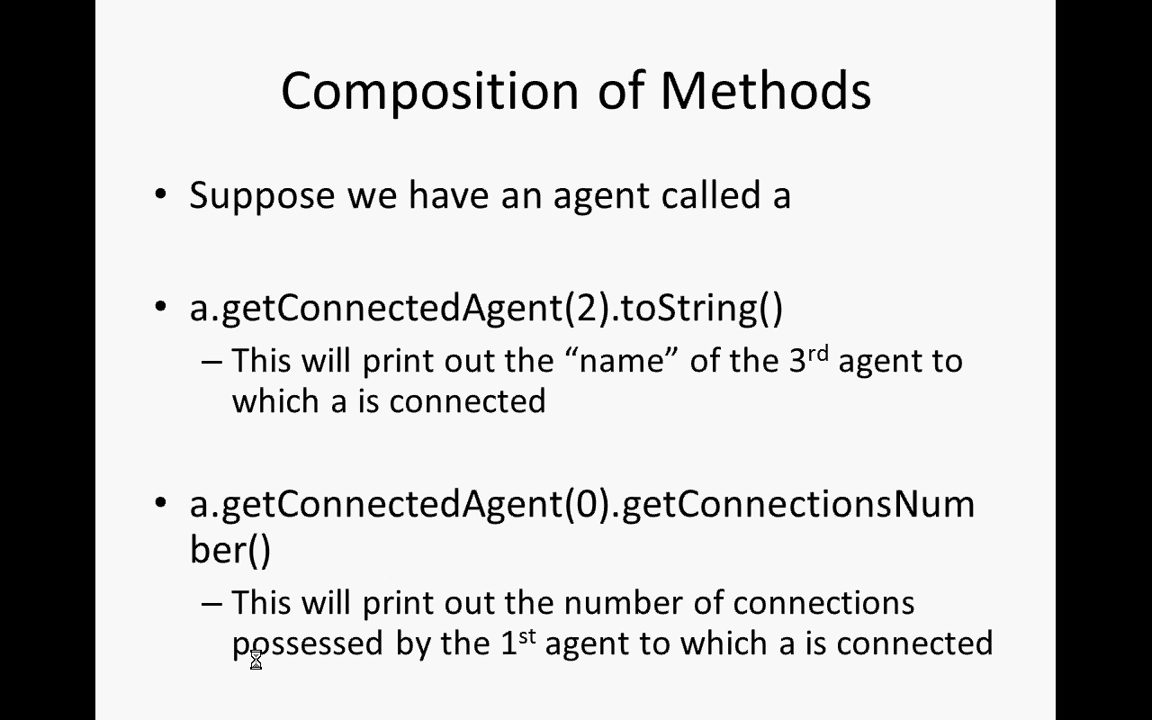 Composition of Methods
• Suppose we have an agent called a
• a.getConnectedAgent(2).toString()
– This will print out the “name” of the 3rd agent to
which a is connected
• a.getConnectedAgent(0).getConnectionsNum
ber()
– This will print out the number of connections
possessed by the 1st agent to which a is connected